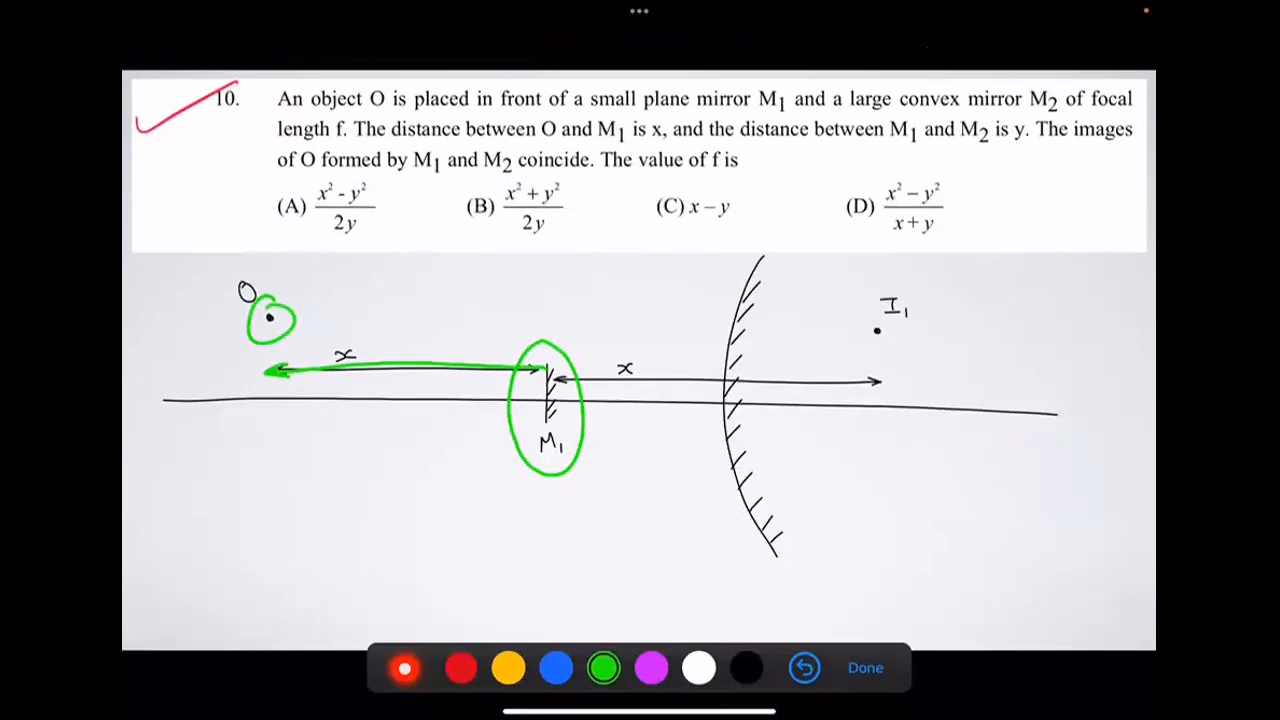 10. An object O is placed in front of a small plane mirror M₁ and a large convex mirror M₂ of focal
length f. The distance between O and M₁ is x, and the distance between M₁ and M₂ is y. The images
of O formed by M₁ and M₂ coincide. The value of f is
(A) (x² - y²)/2y (B) (x² + y²)/2y (C) x – y (D) (x² – y²)/(x + y)
O
I₁
x
x
M₁
Done